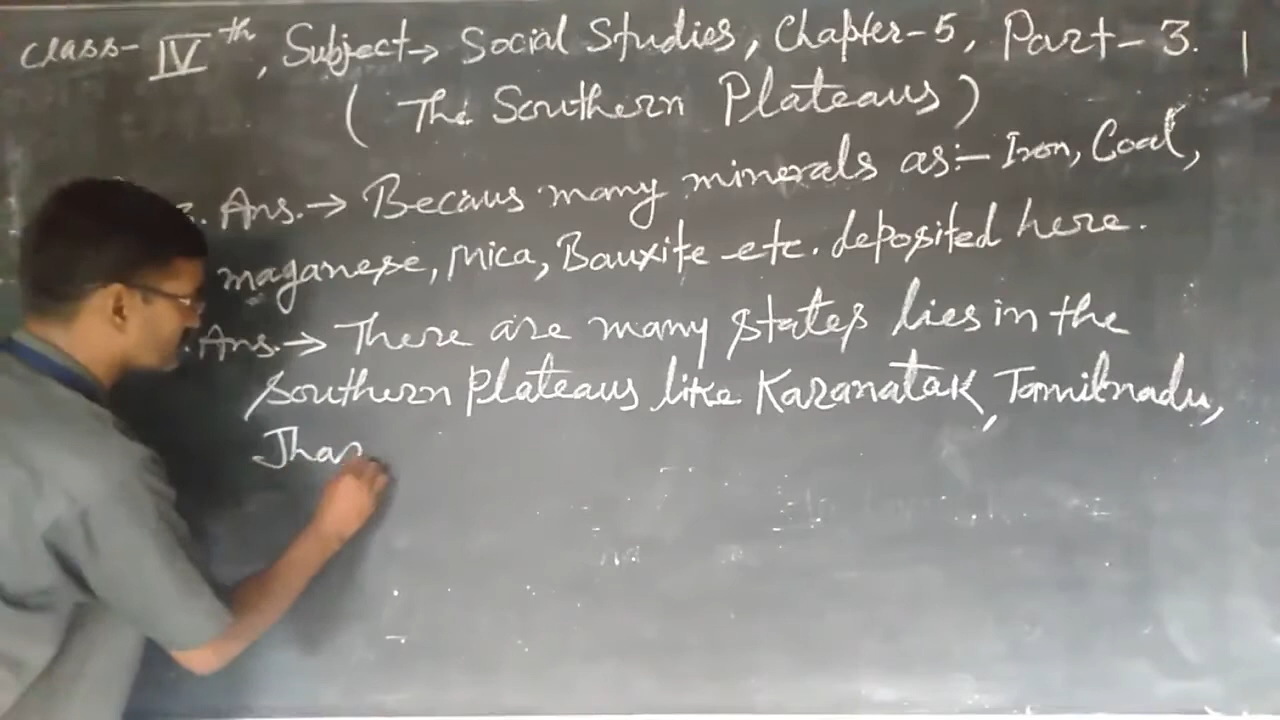 Class- IVth, Subject→ Social Studies, Chapter-5, Part-3.
( The Southern Plateaus )
3. Ans.→ Becaus many minerals as:- Iron, Coal,
maganese, Mica, Bauxite etc. deposited here.
. Ans.→ There are many states lies in the
Southern plateaus like Karanatak, Tamilnadu,
Jhar